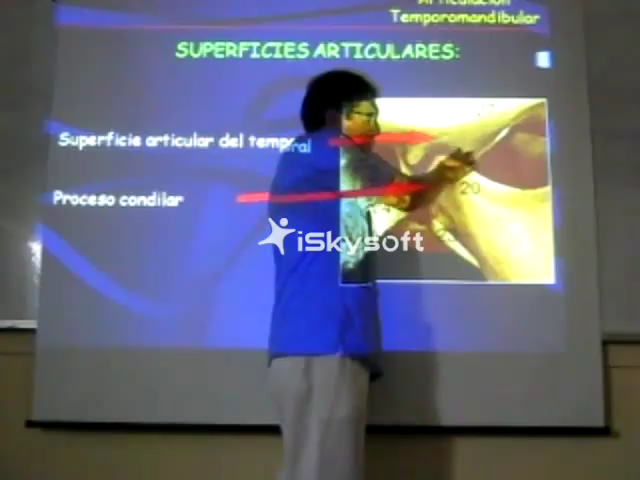 Articulación
Temporomandibular
SUPERFICIES ARTICULARES:
Superficie articular del temporal
Proceso condilar
20
iSkysoft